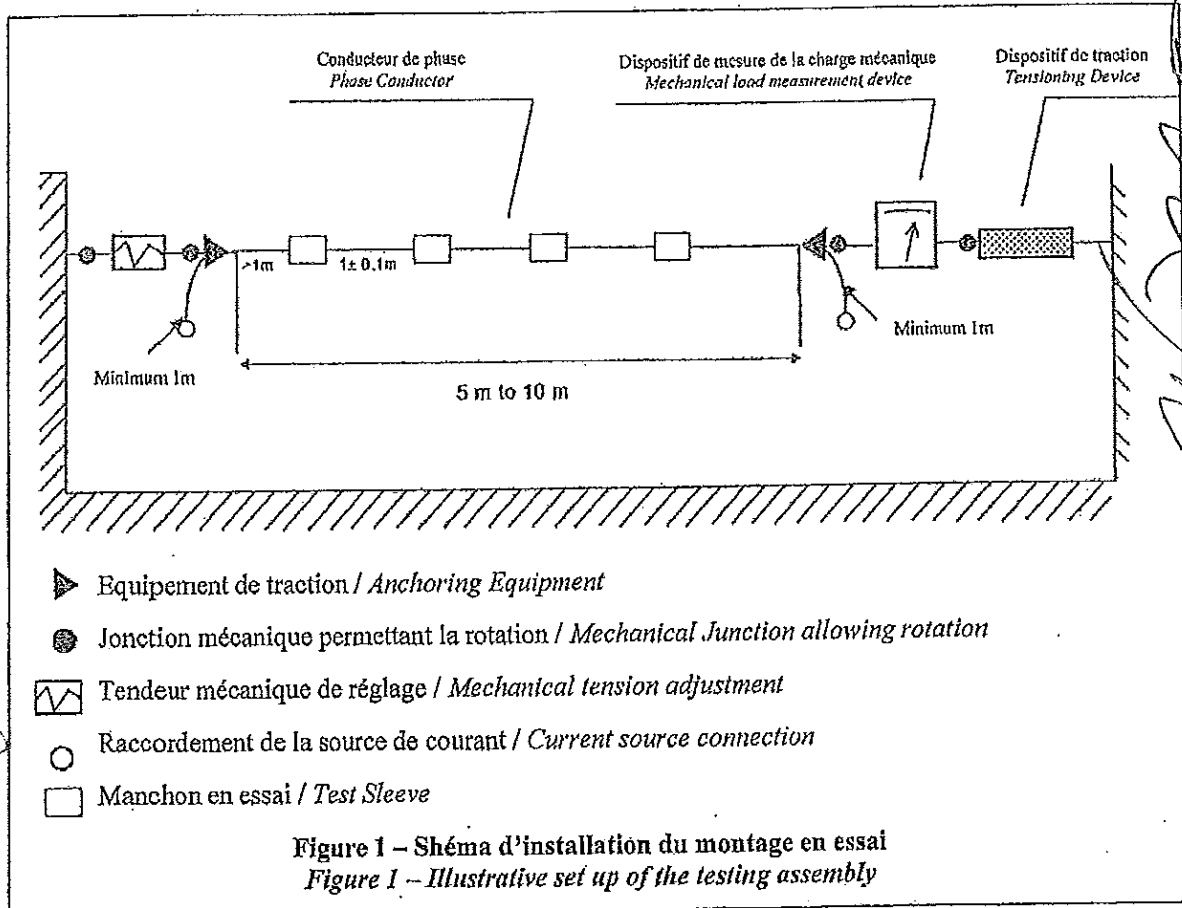 Conducteur de phase
Phase Conductor
Dispositif de mesure de la charge mécanique
Mechanical load measurement device
Dispositif de traction
Tensioning Device
>1m
1± 0.1m
Minimum 1m
Minimum 1m
5 m to 10 m
Equipement de traction / Anchoring Equipment
Jonction mécanique permettant la rotation / Mechanical Junction allowing rotation
Tendeur mécanique de réglage / Mechanical tension adjustment
Raccordement de la source de courant / Current source connection
Manchon en essai / Test Sleeve
Figure 1 – Shéma d'installation du montage en essai
Figure 1 – Illustrative set up of the testing assembly